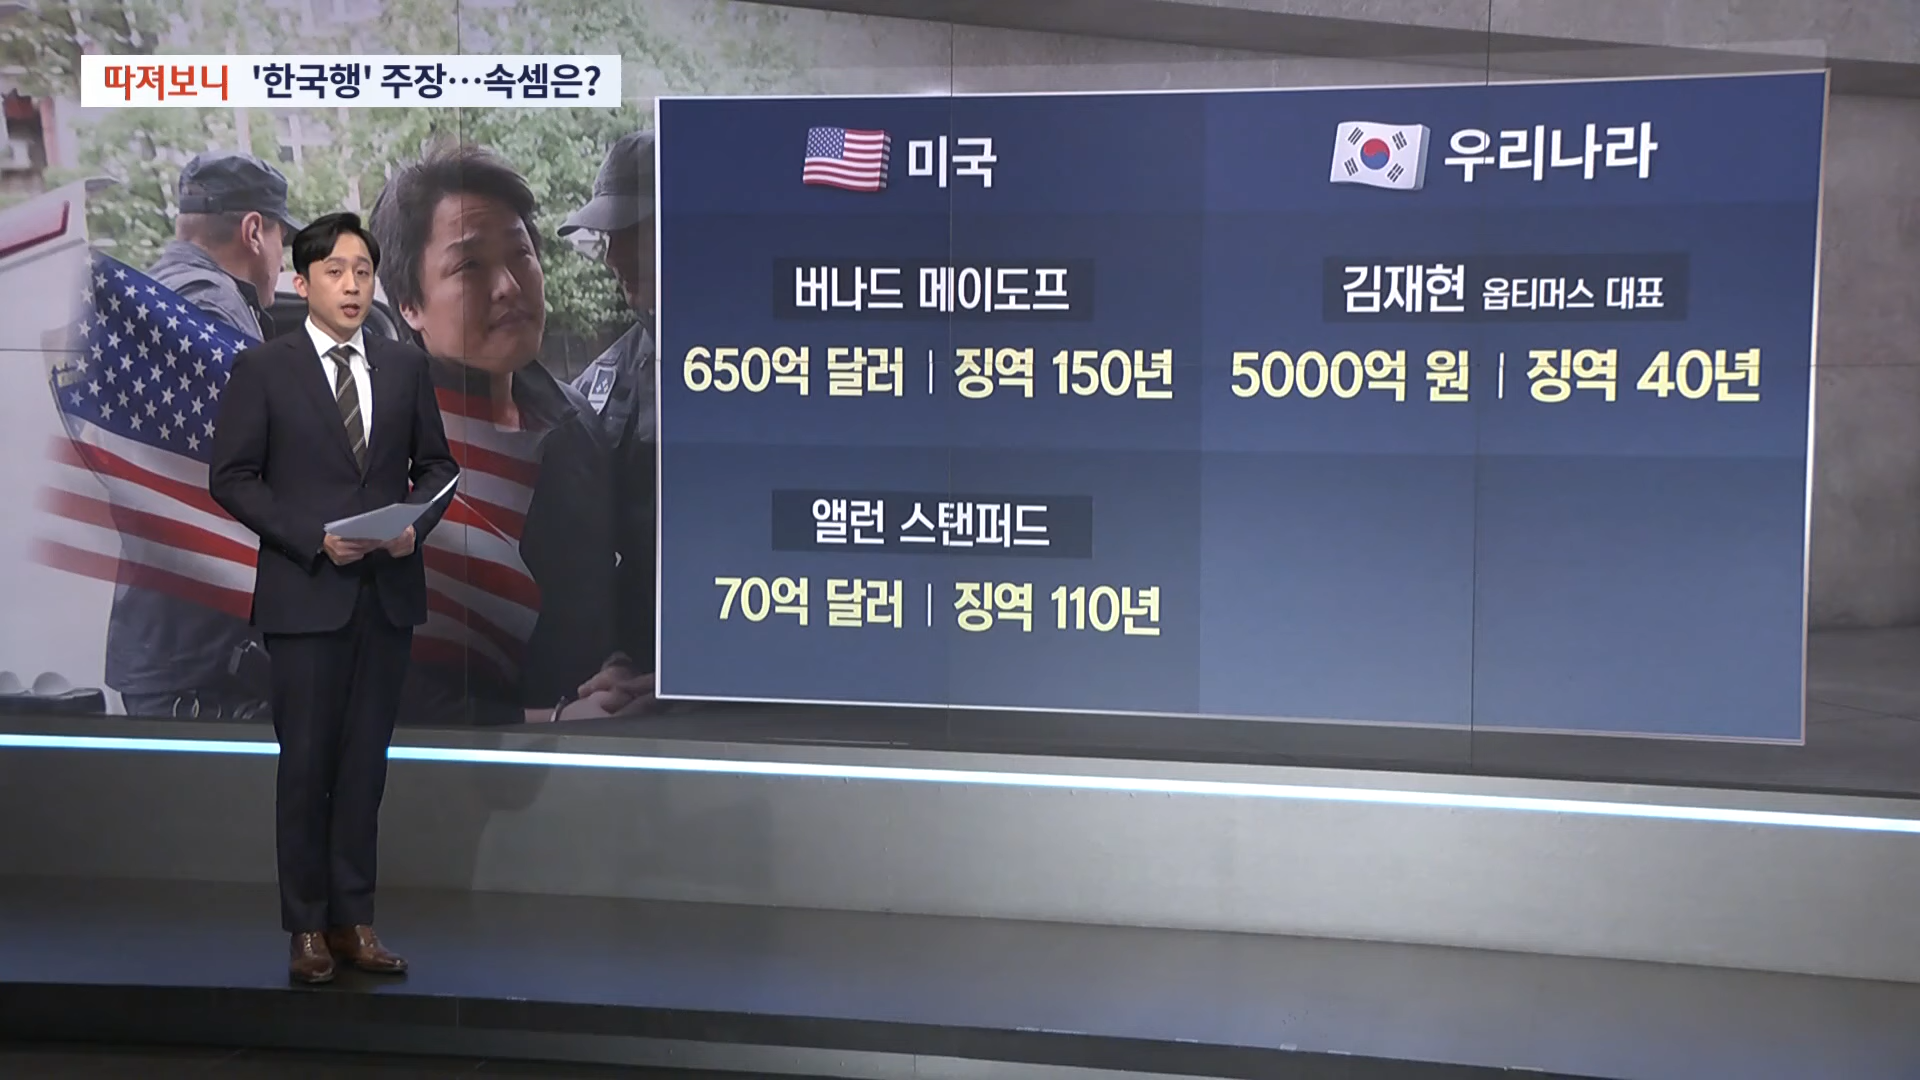 따져보니 '한국행' 주장…속셈은?
미국
버나드 메이도프
650억 달러 | 징역 150년
앨런 스탠퍼드
70억 달러 | 징역 110년
우리나라
김재현 옵티머스 대표
5000억 원 | 징역 40년